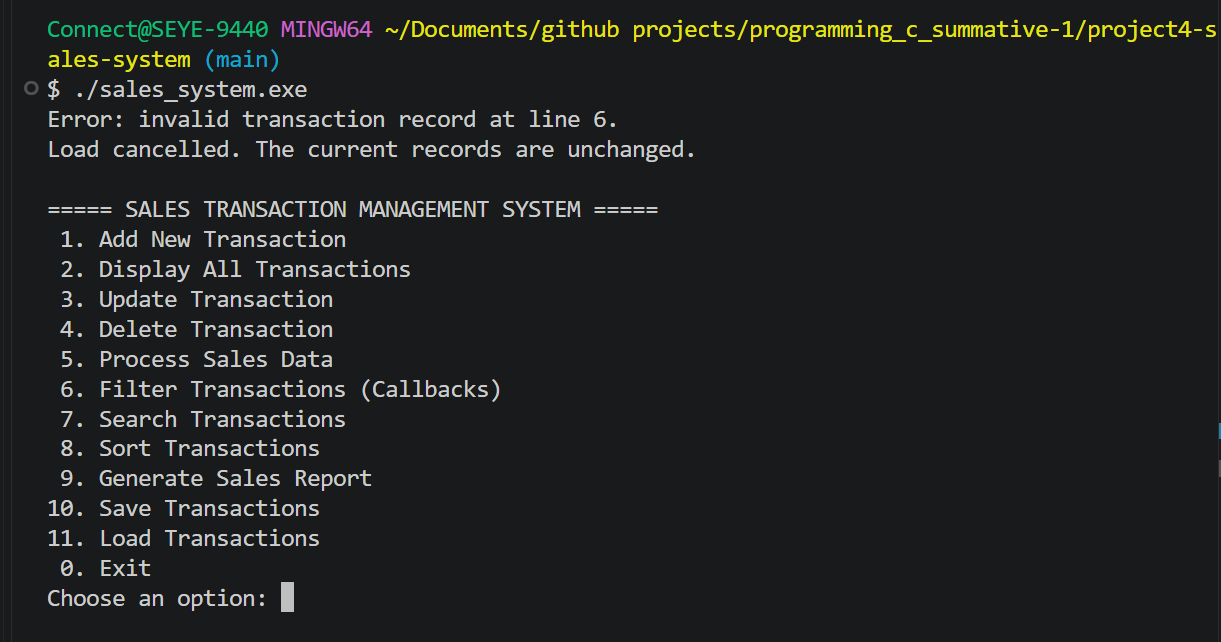 Connect@SEYE-9440 MINGW64 ~/Documents/github projects/programming_c_summative-1/project4-s
ales-system (main)
$ ./sales_system.exe
Error: invalid transaction record at line 6.
Load cancelled. The current records are unchanged.

===== SALES TRANSACTION MANAGEMENT SYSTEM =====
 1. Add New Transaction
 2. Display All Transactions
 3. Update Transaction
 4. Delete Transaction
 5. Process Sales Data
 6. Filter Transactions (Callbacks)
 7. Search Transactions
 8. Sort Transactions
 9. Generate Sales Report
10. Save Transactions
11. Load Transactions
 0. Exit
Choose an option: